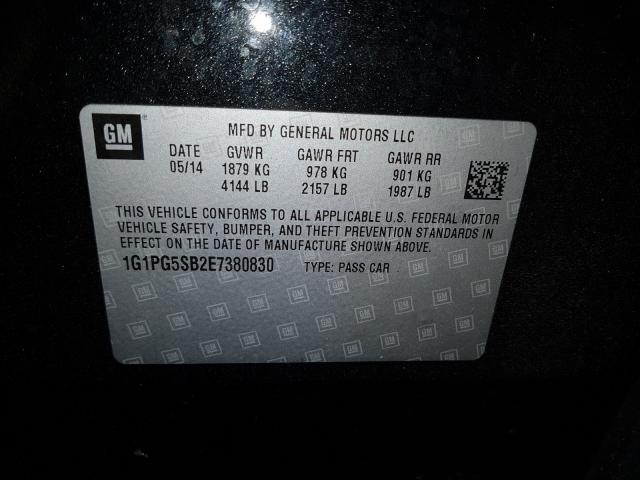 GM ®
MFD BY GENERAL MOTORS LLC
DATE GVWR GAWR FRT GAWR RR
05/14 1879 KG 978 KG 901 KG
4144 LB 2157 LB 1987 LB
THIS VEHICLE CONFORMS TO ALL APPLICABLE U.S. FEDERAL MOTOR
VEHICLE SAFETY, BUMPER, AND THEFT PREVENTION STANDARDS IN
EFFECT ON THE DATE OF MANUFACTURE SHOWN ABOVE.
1G1PG5SB2E7380830 TYPE: PASS CAR